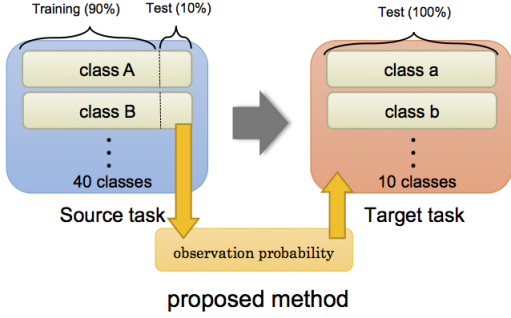 Training (90%) Test (10%)
Test (100%)
class A
class B
40 classes
class a
class b
10 classes
Source task
Target task
observation probability
proposed method